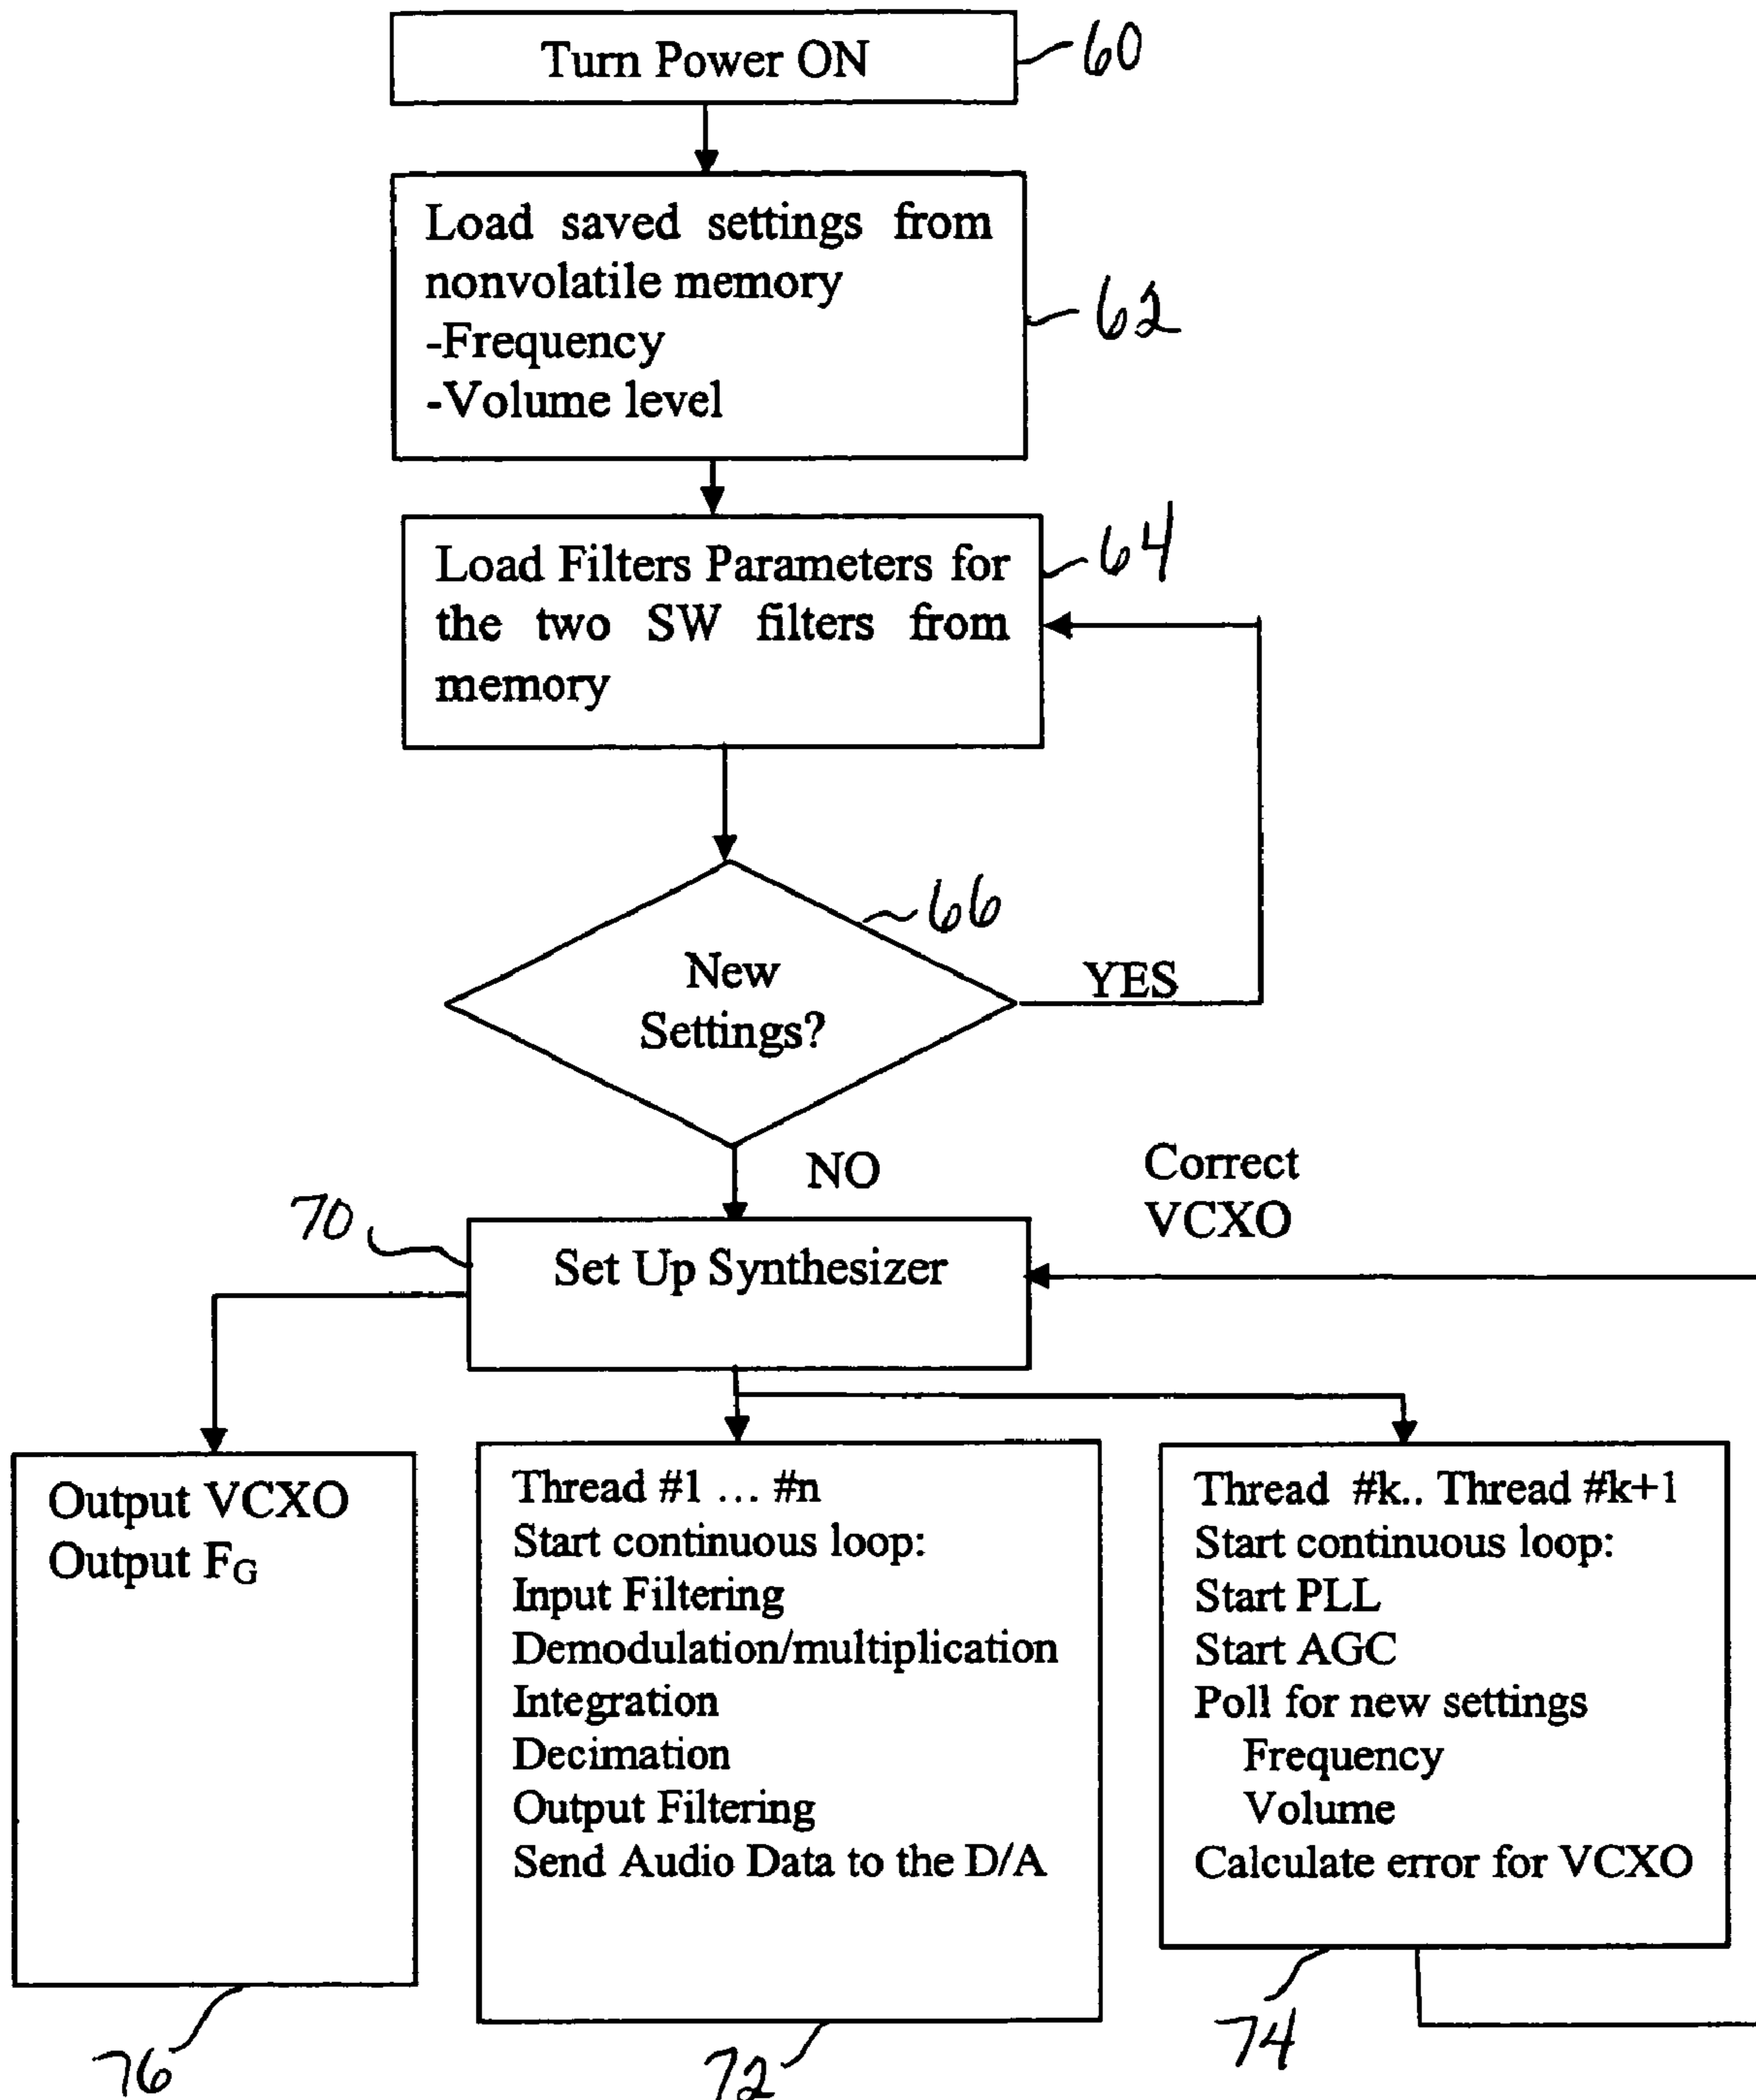 Turn Power ON
60
Load saved settings from
nonvolatile memory
-Frequency
-Volume level
62
Load Filters Parameters for
the two SW filters from
memory
64
New
Settings?
66
YES
NO
Correct
VCXO
70
Set Up Synthesizer
Output VCXO
Output FG
76
Thread #1 ... #n
Start continuous loop:
Input Filtering
Demodulation/multiplication
Integration
Decimation
Output Filtering
Send Audio Data to the D/A
72
Thread #k.. Thread #k+1
Start continuous loop:
Start PLL
Start AGC
Poll for new settings
Frequency
Volume
Calculate error for VCXO
74